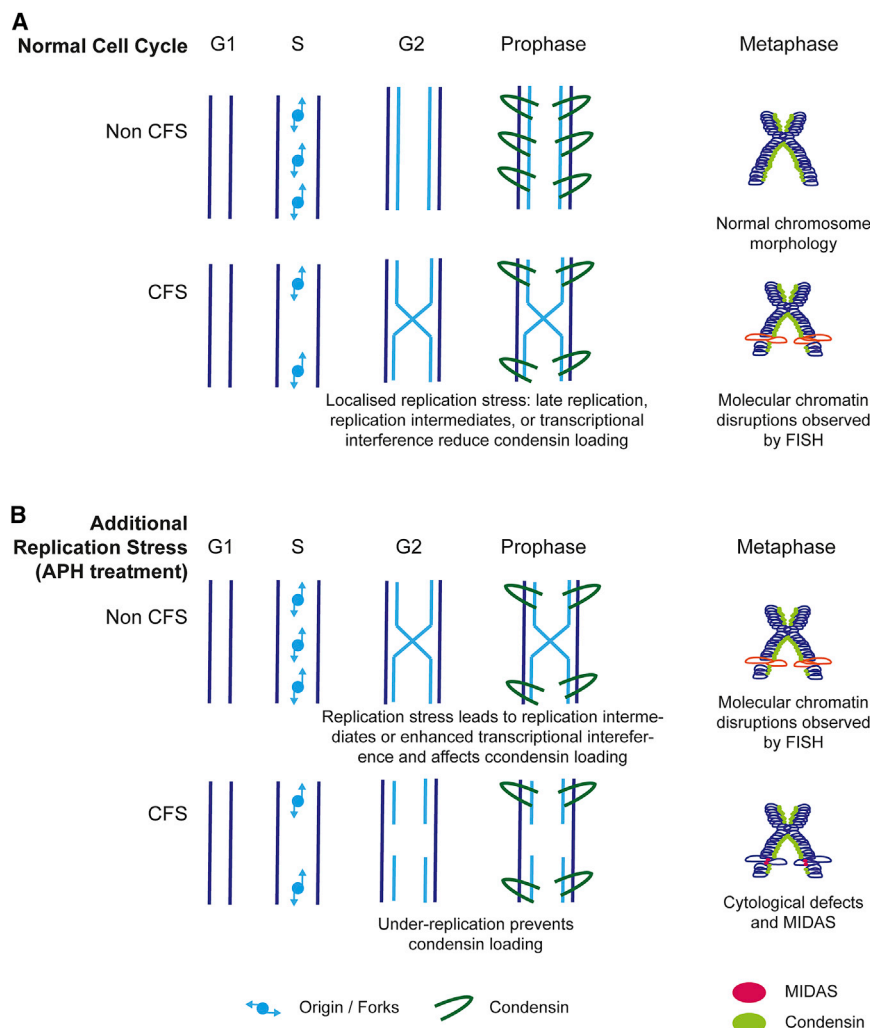 A
Normal Cell Cycle
G1
S
G2
Prophase
Metaphase
Non CFS
Normal chromosome
morphology
CFS
Localised replication stress: late replication,
replication intermediates, or transcriptional
interference reduce condensin loading
Molecular chromatin
disruptions observed
by FISH
B
Additional
Replication Stress
(APH treatment)
G1
S
G2
Prophase
Metaphase
Non CFS
Replication stress leads to replication interme-
diates or enhanced transcriptional interefer-
ence and affects ccondensin loading
Molecular chromatin
disruptions observed
by FISH
CFS
Under-replication prevents
condensin loading
Cytological defects
and MIDAS
Origin / Forks
Condensin
MIDAS
Condensin